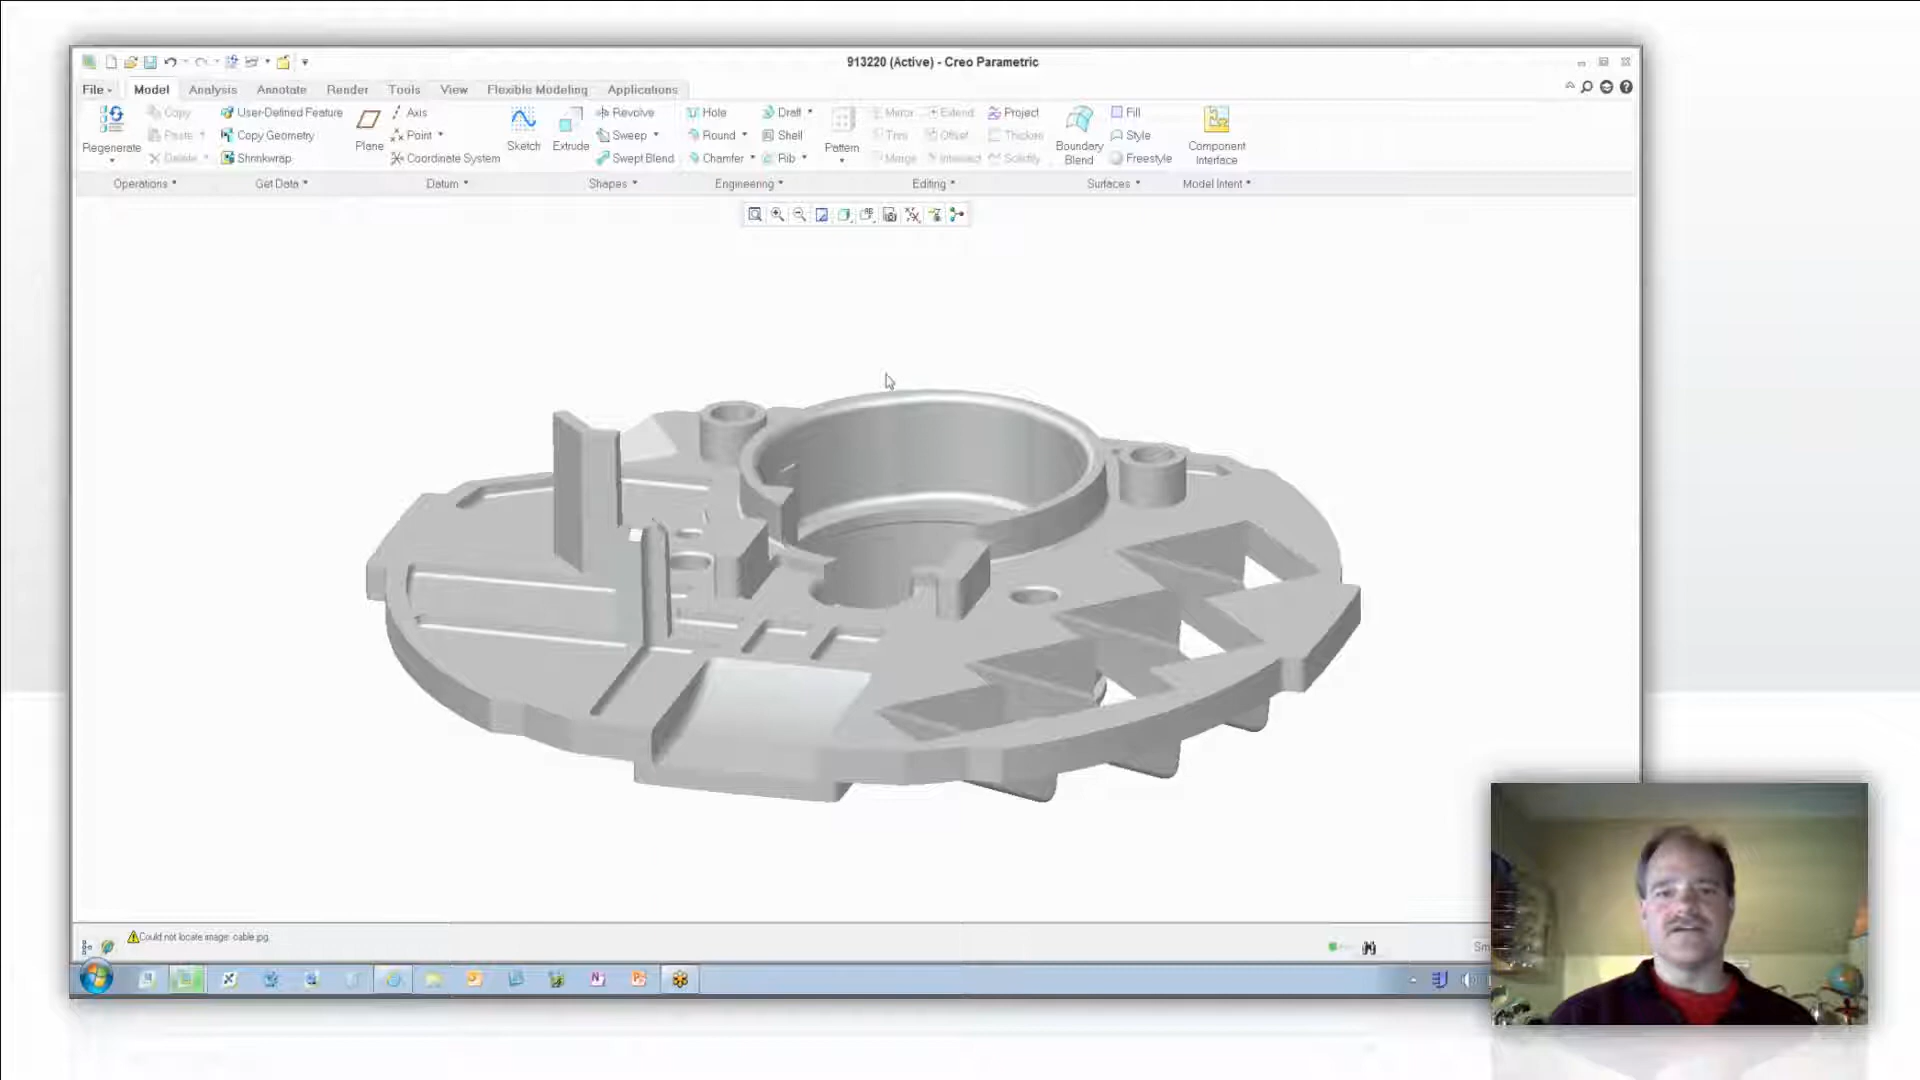 913220 (Active) - Creo Parametric
File Model Analysis Annotate Render Tools View Flexible Modeling Applications
Regenerate
Copy
Paste
Delete
User-Defined Feature
Copy Geometry
Shrinkwrap
Plane
Axis
Point
Coordinate System
Sketch
Extrude
Revolve
Sweep
Swept Blend
Hole
Round
Chamfer
Draft
Shell
Rib
Pattern
Mirror
Trim
Merge
Extend
Offset
Intersect
Project
Thicken
Solidify
Boundary
Blend
Fill
Style
Freestyle
Component
Interface
Operations Get Data Datum Shapes Engineering Editing Surfaces Model Intent
Could not locate image: cable.jpg.